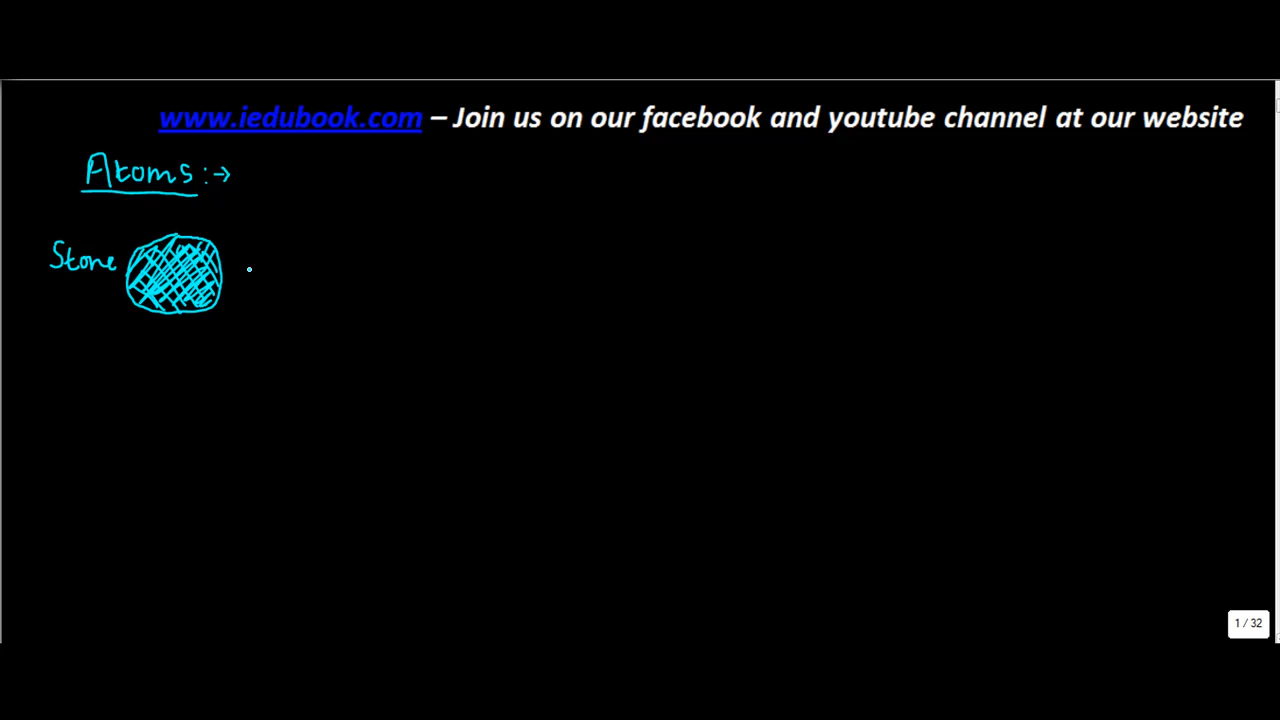 www.iedubook.com – Join us on our facebook and youtube channel at our website
Atoms :→
Stone
1 / 32